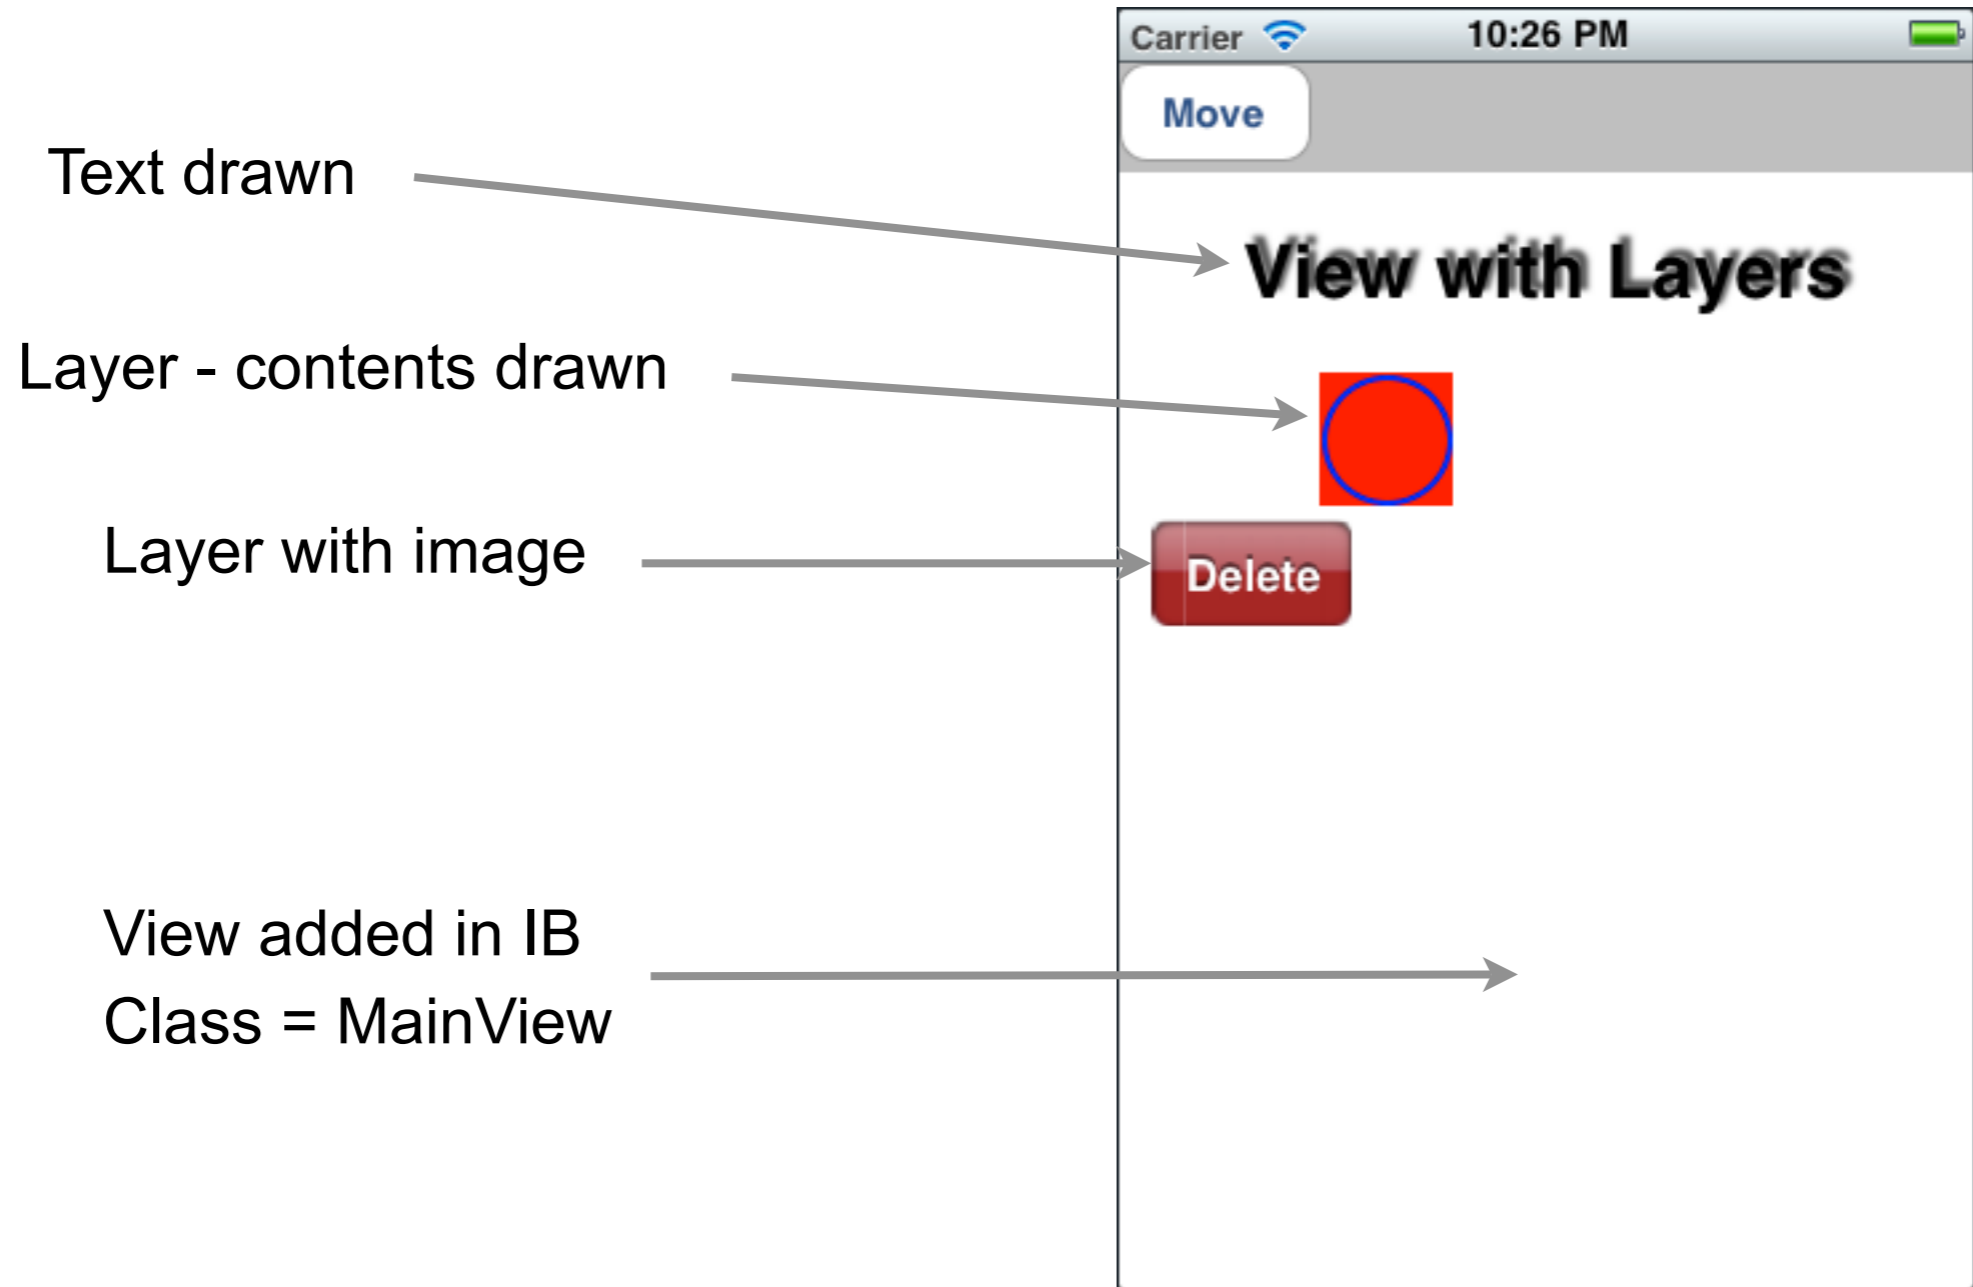 Carrier 10:26 PM
Move
Text drawn
View with Layers
Layer - contents drawn
Layer with image
Delete
View added in IB
Class = MainView